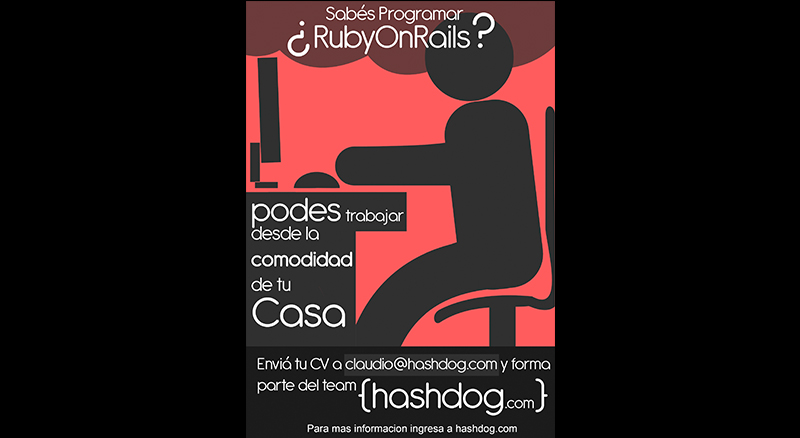 Sabés Programar
¿RubyOnRails?
podes trabajar
desde la
comodidad
de tu
Casa
Enviá tu CV a claudio@hashdog.com y forma
parte del team {hashdog.com}
Para mas informacion ingresa a hashdog.com